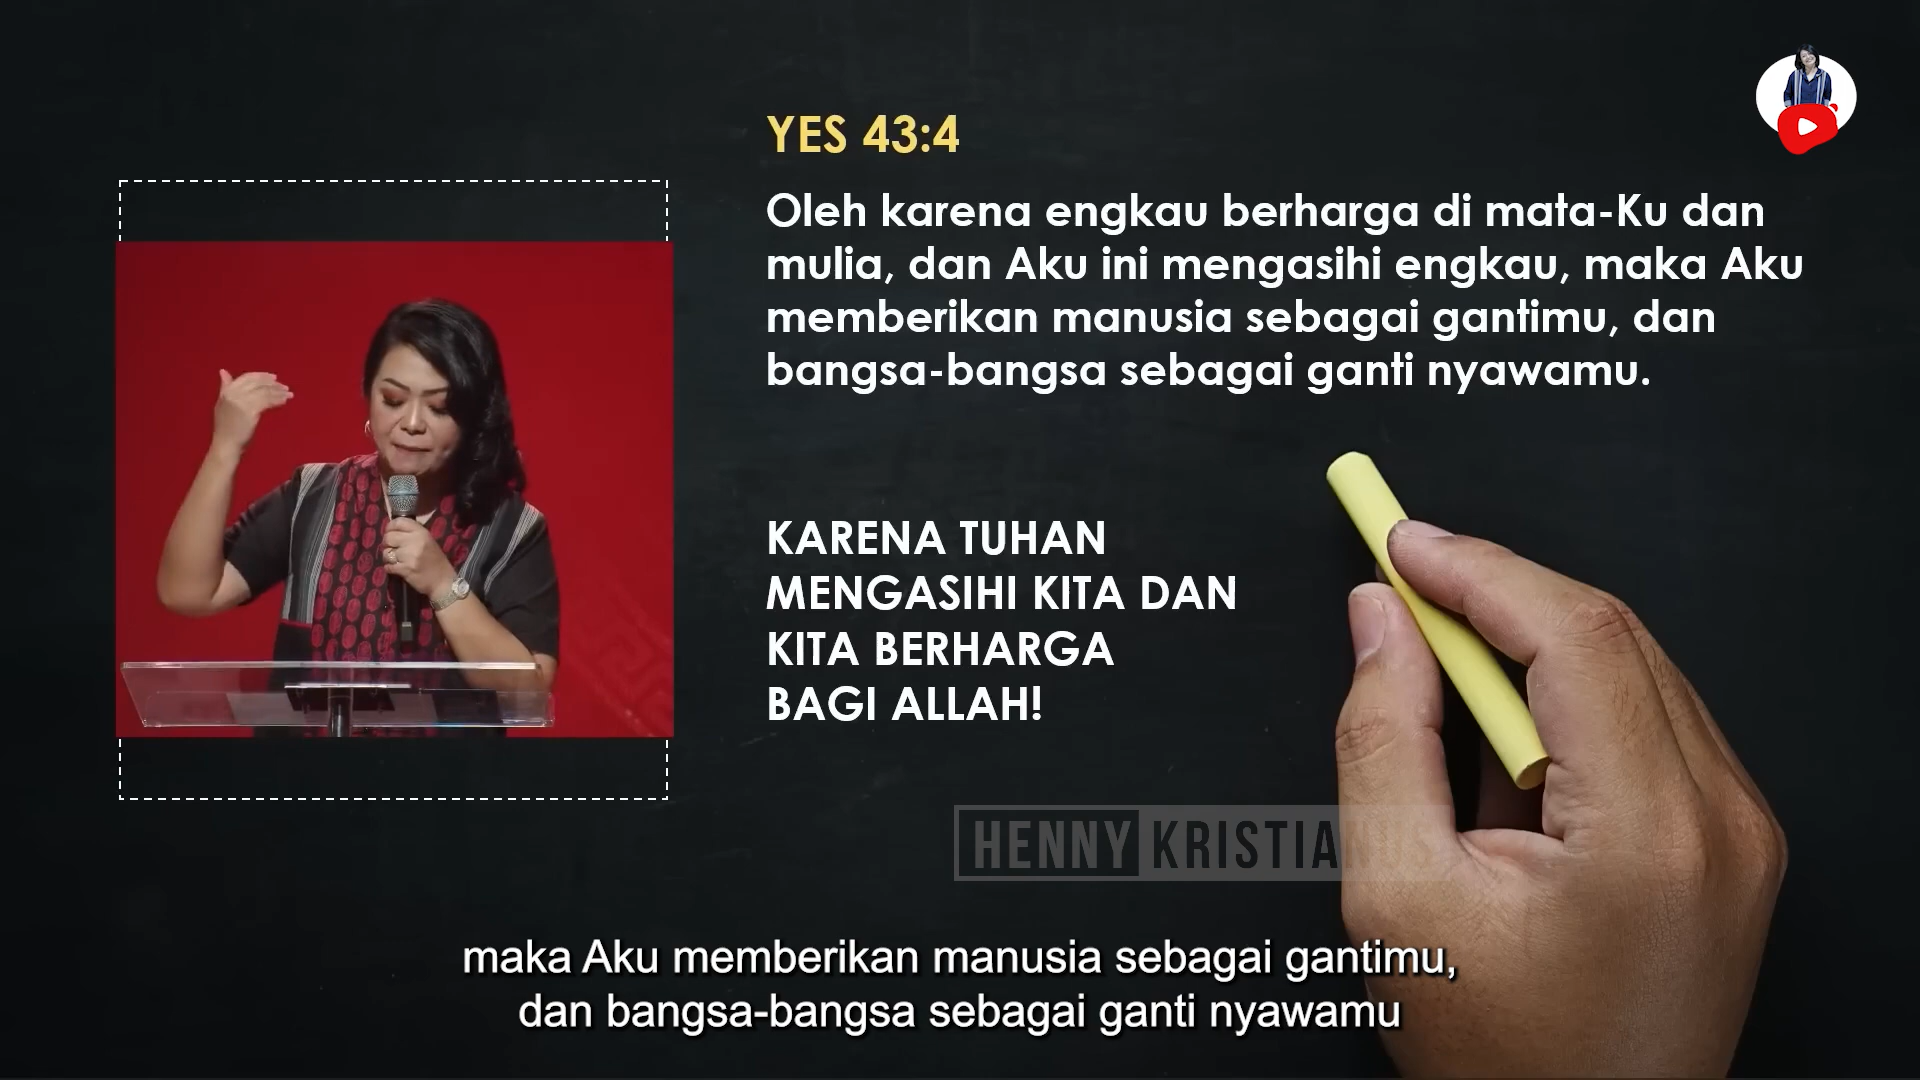 YES 43:4
Oleh karena engkau berharga di mata-Ku dan
mulia, dan Aku ini mengasihi engkau, maka Aku
memberikan manusia sebagai gantimu, dan
bangsa-bangsa sebagai ganti nyawamu.
KARENA TUHAN
MENGASIHI KITA DAN
KITA BERHARGA
BAGI ALLAH!
HENNY KRISTIANUS
maka Aku memberikan manusia sebagai gantimu,
dan bangsa-bangsa sebagai ganti nyawamu